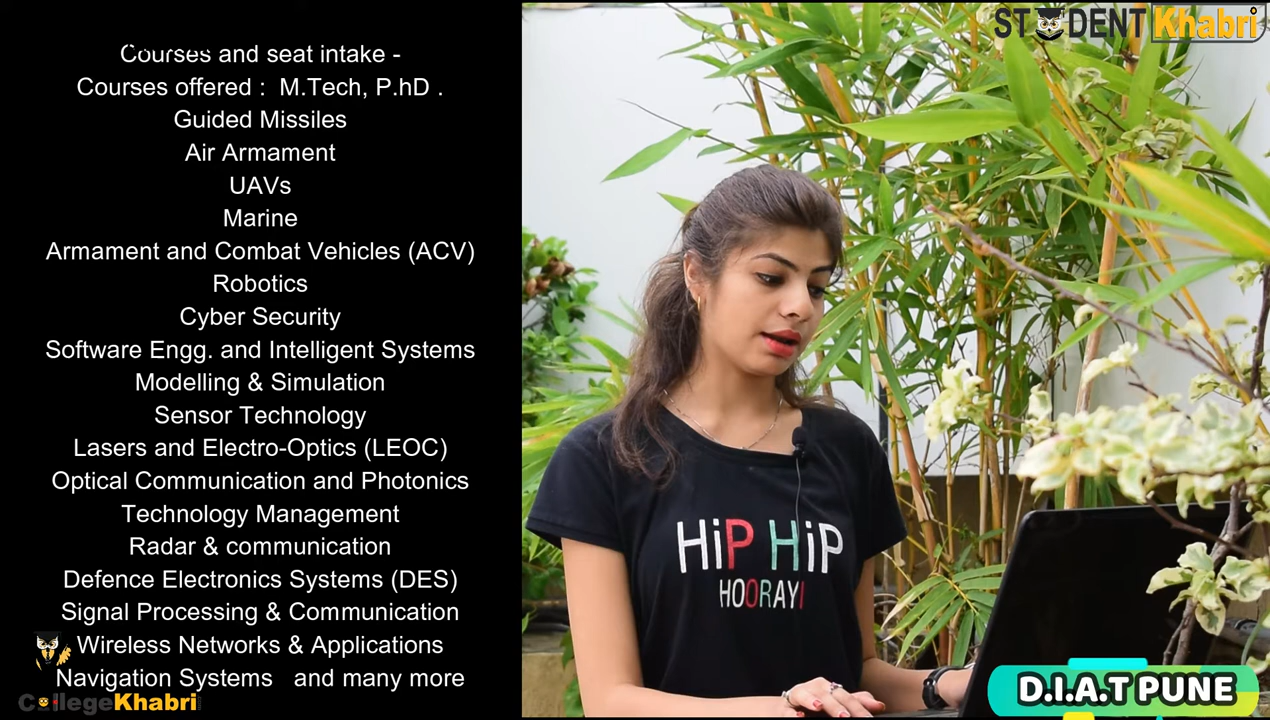 Courses and seat intake -
Courses offered :  M.Tech, P.hD .
Guided Missiles
Air Armament
UAVs
Marine
Armament and Combat Vehicles (ACV)
Robotics
Cyber Security
Software Engg. and Intelligent Systems
Modelling & Simulation
Sensor Technology
Lasers and Electro-Optics (LEOC)
Optical Communication and Photonics
Technology Management
Radar & communication
Defence Electronics Systems (DES)
Signal Processing & Communication
Wireless Networks & Applications
Navigation Systems   and many more
CollegeKhabri
STUDENT Khabri
HiP HiP
HOORAY!
D.I.A.T PUNE